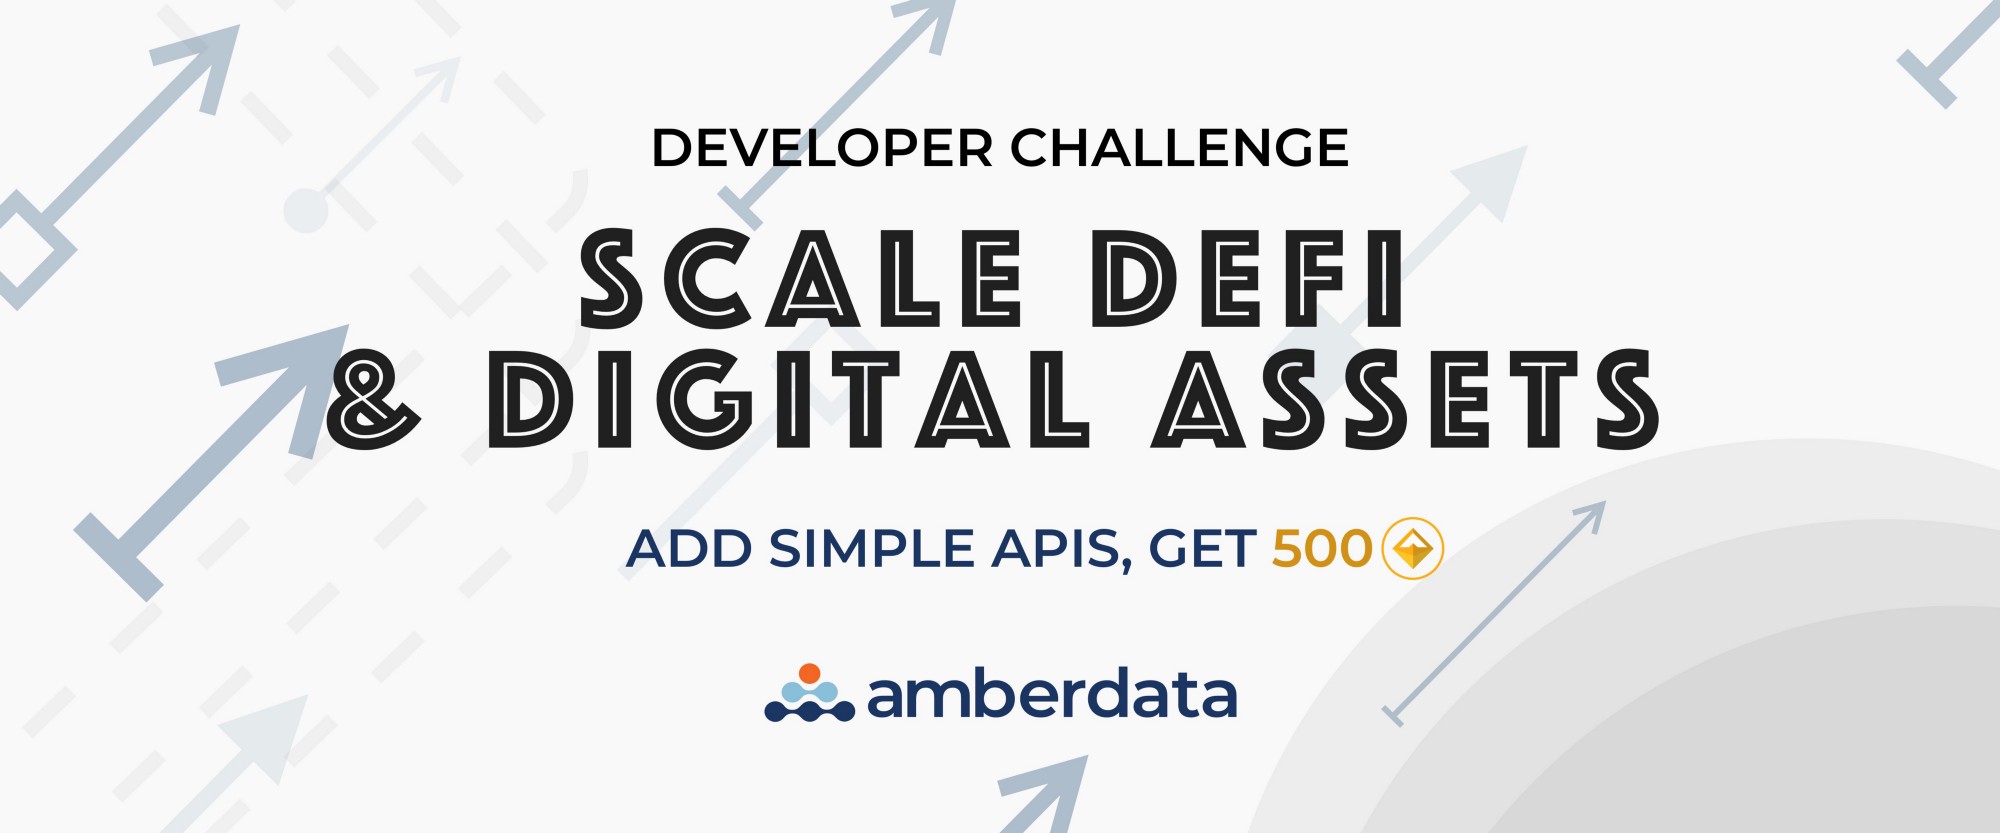 DEVELOPER CHALLENGE
SCALE DEFI
& DIGITAL ASSETS
ADD SIMPLE APIS, GET 500
amberdata